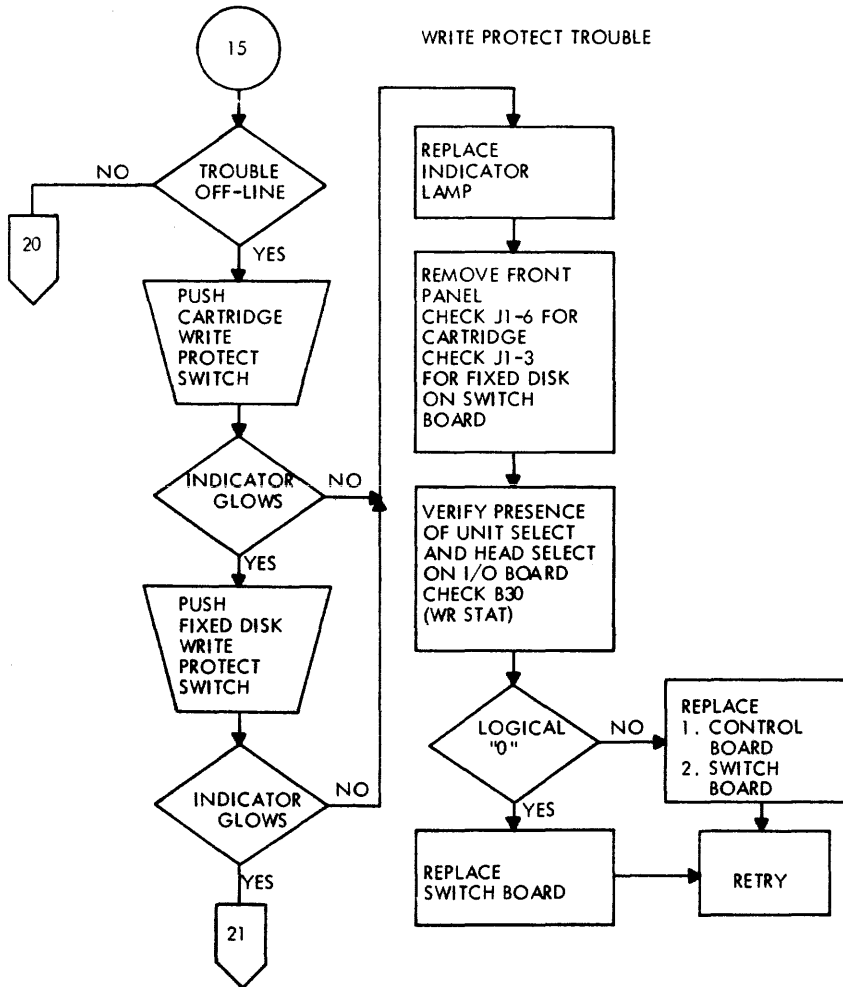 15
WRITE PROTECT TROUBLE
TROUBLE
OFF-LINE
NO
20
YES
PUSH
CARTRIDGE
WRITE
PROTECT
SWITCH
INDICATOR
GLOWS
NO
YES
PUSH
FIXED DISK
WRITE
PROTECT
SWITCH
INDICATOR
GLOWS
NO
YES
21
REPLACE
INDICATOR
LAMP
REMOVE FRONT
PANEL
CHECK J1-6 FOR
CARTRIDGE
CHECK J1-3
FOR FIXED DISK
ON SWITCH
BOARD
VERIFY PRESENCE
OF UNIT SELECT
AND HEAD SELECT
ON I/O BOARD
CHECK B30
(WR STAT)
LOGICAL
"0"
NO
YES
REPLACE
1. CONTROL
BOARD
2. SWITCH
BOARD
REPLACE
SWITCH BOARD
RETRY